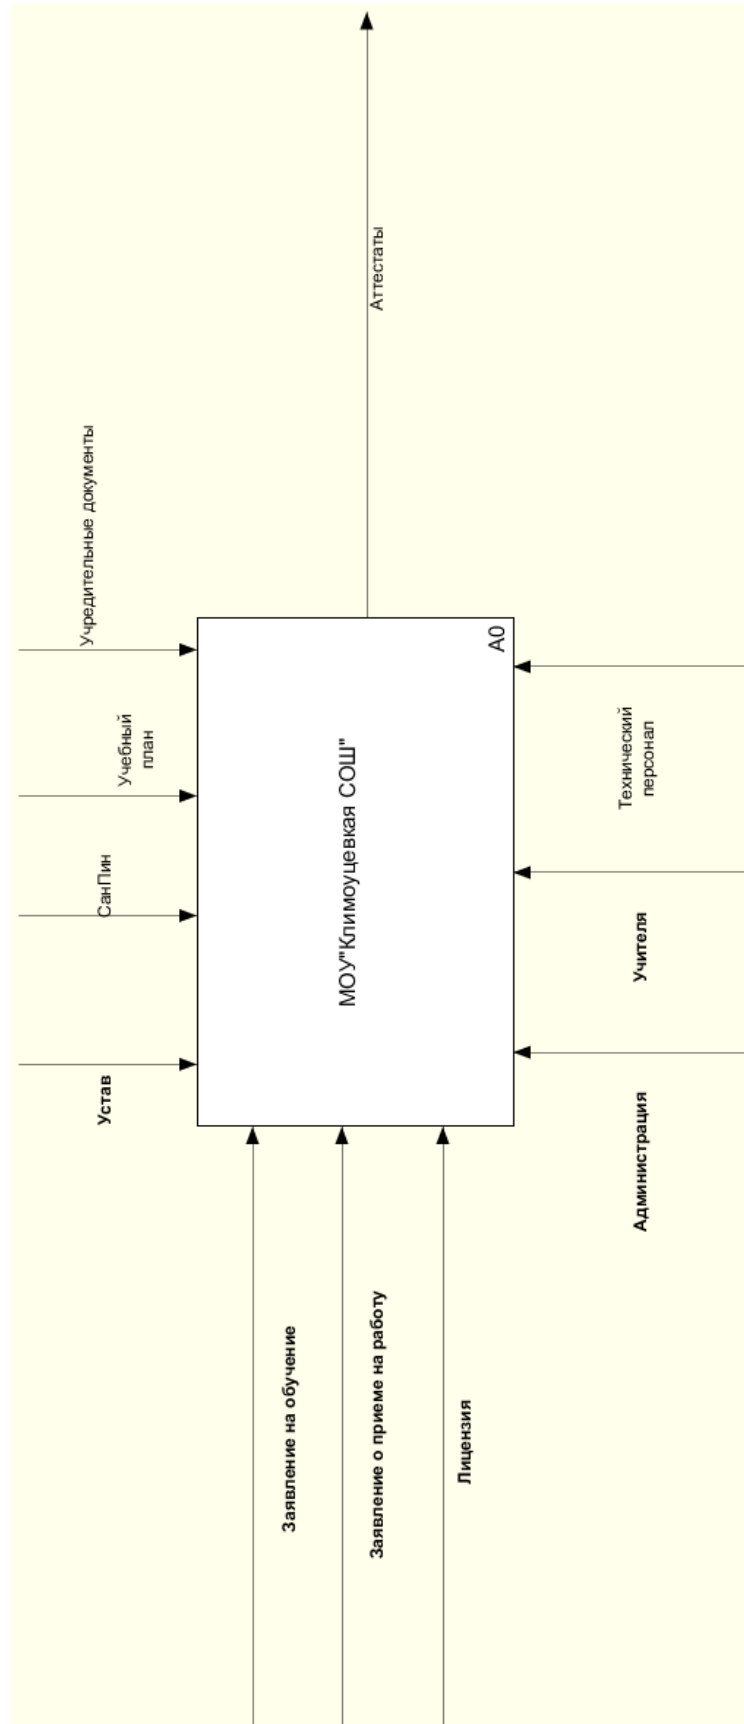 Устав
СанПин
Учебный
план
Учредительные документы
Заявление на обучение
Заявление о приеме на работу
Лицензия
МОУ"Климоуцевкая СОШ"
A0
Аттестаты
Администрация
Учителя
Технический
персонал